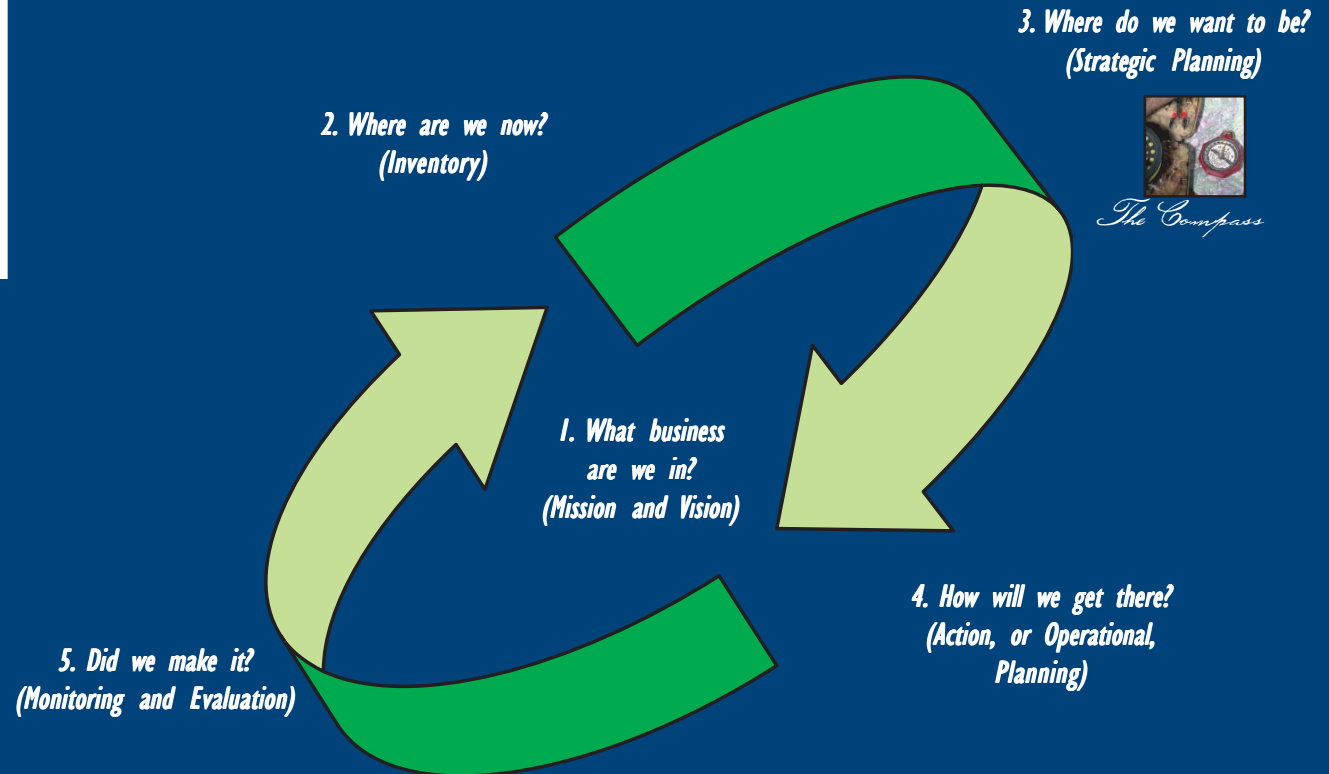 1. What business
are we in?
(Mission and Vision)
2. Where are we now?
(Inventory)
3. Where do we want to be?
(Strategic Planning)
The Compass
4. How will we get there?
(Action, or Operational,
Planning)
5. Did we make it?
(Monitoring and Evaluation)